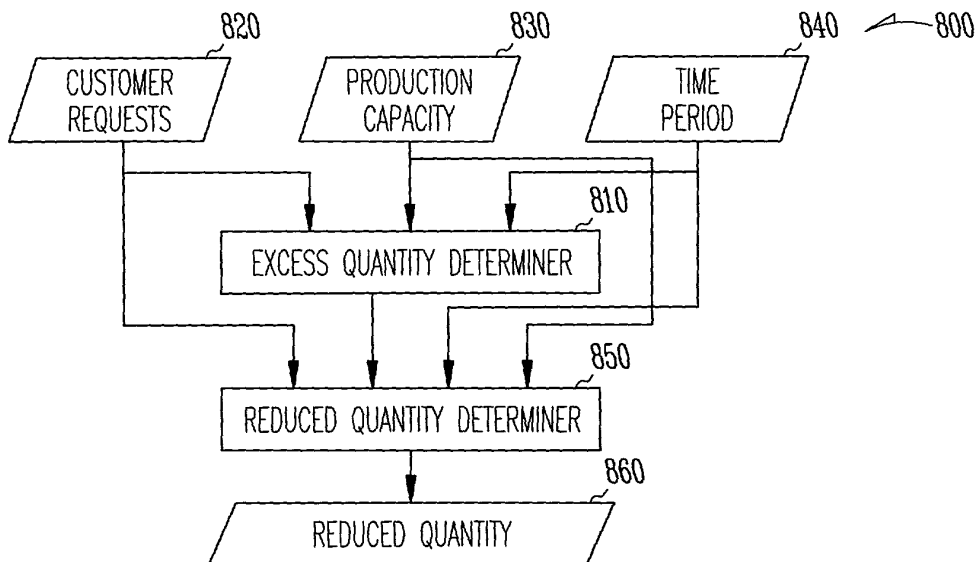 820
830
840
800
CUSTOMER
REQUESTS
PRODUCTION
CAPACITY
TIME
PERIOD
810
EXCESS QUANTITY DETERMINER
850
REDUCED QUANTITY DETERMINER
860
REDUCED QUANTITY